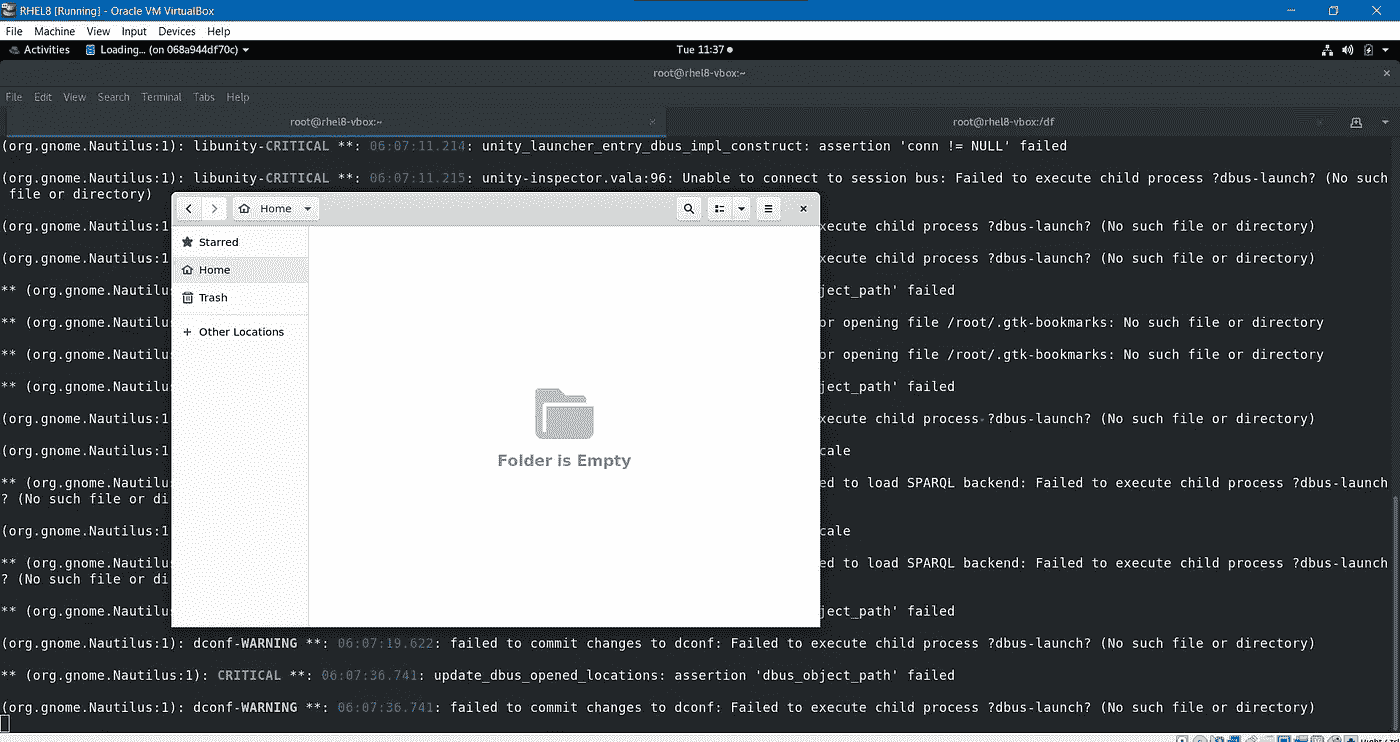 RHEL8 [Running] - Oracle VM VirtualBox
File Machine View Input Devices Help
Activities Loading... (on 068a944df70c) Tue 11:37
root@rhel8-vbox:~
File Edit View Search Terminal Tabs Help
root@rhel8-vbox:~ root@rhel8-vbox:/df
(org.gnome.Nautilus:1): libunity-CRITICAL **: 06:07:11.214: unity_launcher_entry_dbus_impl_construct: assertion 'conn != NULL' failed
(org.gnome.Nautilus:1): libunity-CRITICAL **: 06:07:11.215: unity-inspector.vala:96: Unable to connect to session bus: Failed to execute child process ?dbus-launch? (No such
file or directory)
Home
Starred
Home
Trash
+ Other Locations
Folder is Empty
(org.gnome.Nautilus:1 xecute child process ?dbus-launch? (No such file or directory)
(org.gnome.Nautilus:1 xecute child process ?dbus-launch? (No such file or directory)
** (org.gnome.Nautilu ject_path' failed
** (org.gnome.Nautilu or opening file /root/.gtk-bookmarks: No such file or directory
** (org.gnome.Nautilu or opening file /root/.gtk-bookmarks: No such file or directory
** (org.gnome.Nautilu ject_path' failed
(org.gnome.Nautilus:1 xecute child process ?dbus-launch? (No such file or directory)
(org.gnome.Nautilus:1 cale
** (org.gnome.Nautilu ed to load SPARQL backend: Failed to execute child process ?dbus-launch
? (No such file or di
(org.gnome.Nautilus:1 cale
** (org.gnome.Nautilu ed to load SPARQL backend: Failed to execute child process ?dbus-launch
? (No such file or di
** (org.gnome.Nautilu ject_path' failed
(org.gnome.Nautilus:1): dconf-WARNING **: 06:07:19.622: failed to commit changes to dconf: Failed to execute child process ?dbus-launch? (No such file or directory)
** (org.gnome.Nautilus:1): CRITICAL **: 06:07:36.741: update_dbus_opened_locations: assertion 'dbus_object_path' failed
(org.gnome.Nautilus:1): dconf-WARNING **: 06:07:36.741: failed to commit changes to dconf: Failed to execute child process ?dbus-launch? (No such file or directory)